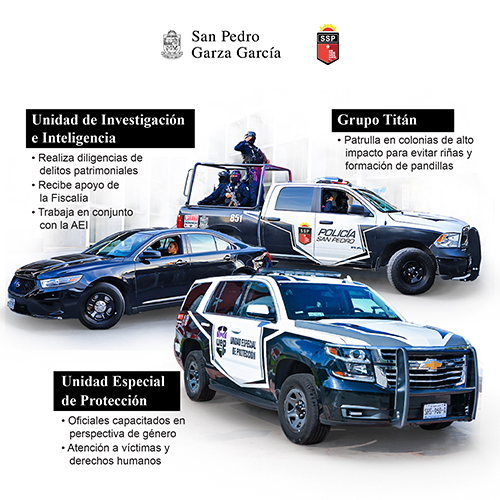 San Pedro
Garza García
SSP
Unidad de Investigación
e Inteligencia
• Realiza diligencias de
delitos patrimoniales
• Recibe apoyo de
la Fiscalía
• Trabaja en conjunto
con la AEI
Grupo Titán
• Patrulla en colonias de alto
impacto para evitar riñas y
formación de pandillas
851
SSP
POLICÍA
SAN PEDRO
UEP
UNIDAD ESPECIAL
DE PROTECCIÓN
Unidad Especial
de Protección
• Oficiales capacitados en
perspectiva de género
• Atención a víctimas y
derechos humanos